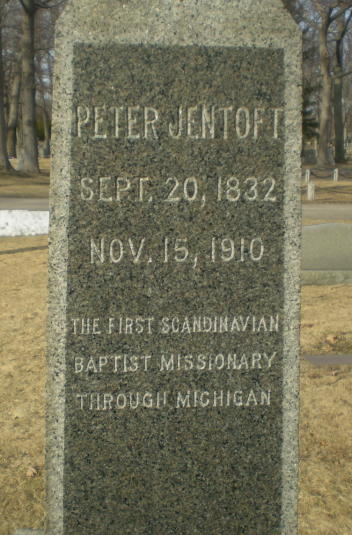 PETER JENTOFT
SEPT. 20, 1832
NOV. 15, 1910
THE FIRST SCANDINAVIAN
BAPTIST MISSIONARY
THROUGH MICHIGAN